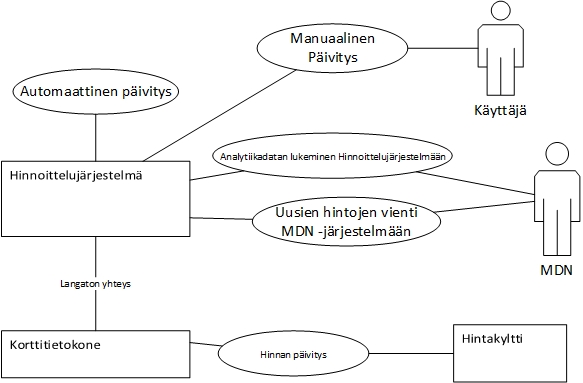 Manuaalinen
Päivitys
Käyttäjä
Automaattinen päivitys
Hinnoittelujärjestelmä
Analytiikadatan lukeminen Hinnoittelujärjestelmään
Uusien hintojen vienti
MDN -järjestelmään
MDN
Langaton yhteys
Korttitietokone
Hinnan päivitys
Hintakyltti